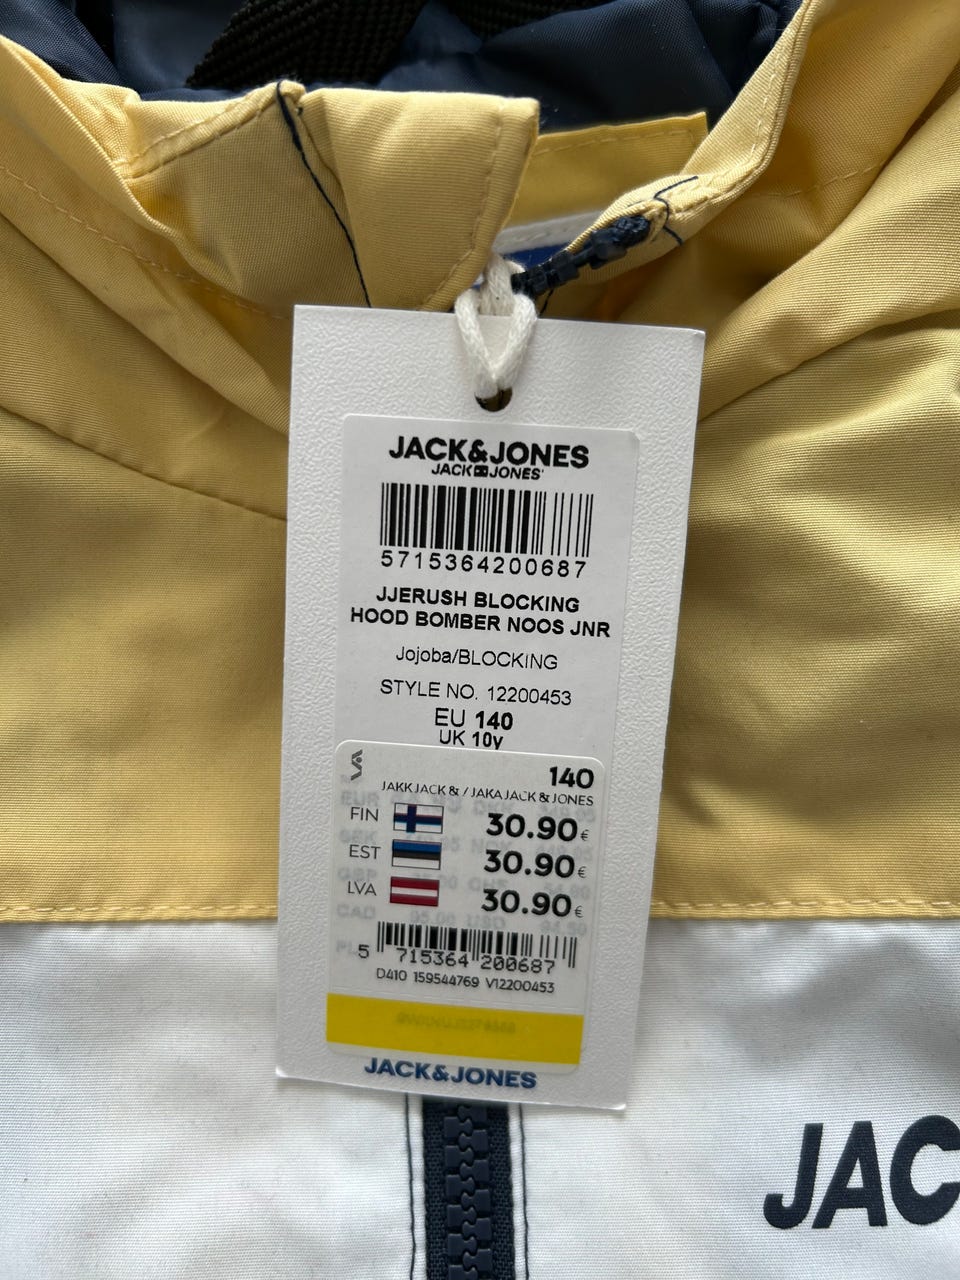 JACK&JONES
JACK JONES
5715364200687
JJERUSH BLOCKING
HOOD BOMBER NOOS JNR
Jojoba/BLOCKING
STYLE NO. 12200453
EU 140
UK 10y
140
JAKK JACK & / JAKA JACK & JONES
FIN 30.90€
EST 30.90€
LVA 30.90€
5 715364 200687
D410 159544769 V12200453
JACK&JONES
JAC